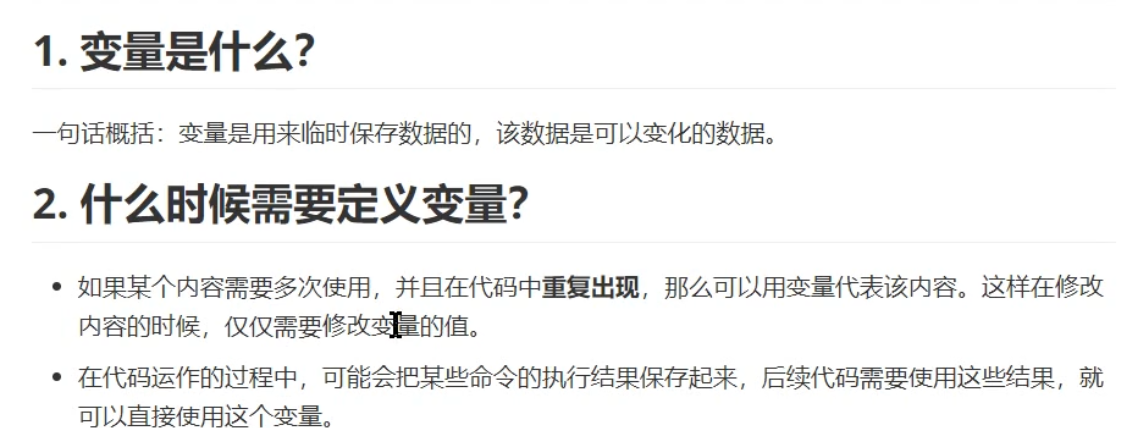 1. 变量是什么？
一句话概括：变量是用来临时保存数据的，该数据是可以变化的数据。
2. 什么时候需要定义变量？
• 如果某个内容需要多次使用，并且在代码中重复出现，那么可以用变量代表该内容。这样在修改
内容的时候，仅仅需要修改变量的值。
• 在代码运作的过程中，可能会把某些命令的执行结果保存起来，后续代码需要使用这些结果，就
可以直接使用这个变量。